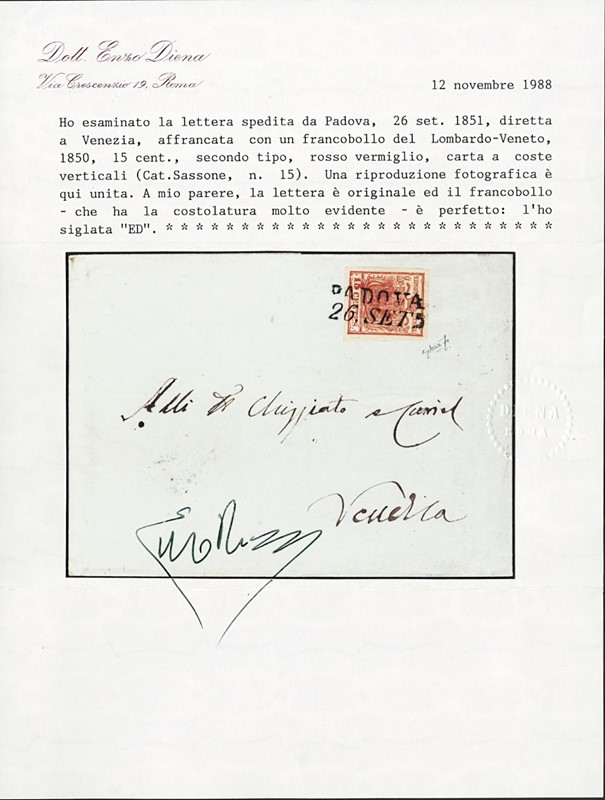 Dott. Enzo Diena
Via Crescenzio 19, Roma
12 novembre 1988
Ho esaminato la lettera spedita da Padova, 26 set. 1851, diretta
a Venezia, affrancata con un francobollo del Lombardo-Veneto,
1850, 15 cent., secondo tipo, rosso vermiglio, carta a coste
verticali (Cat.Sassone, n. 15). Una riproduzione fotografica è
qui unita. A mio parere, la lettera è originale ed il francobollo
- che ha la costolatura molto evidente - è perfetto: l'ho
siglata "ED". * * * * * * * * * * * * * * * * * * * * * * * * * *
PADOVA
26. SET
DIENA
ROMA
Venezia